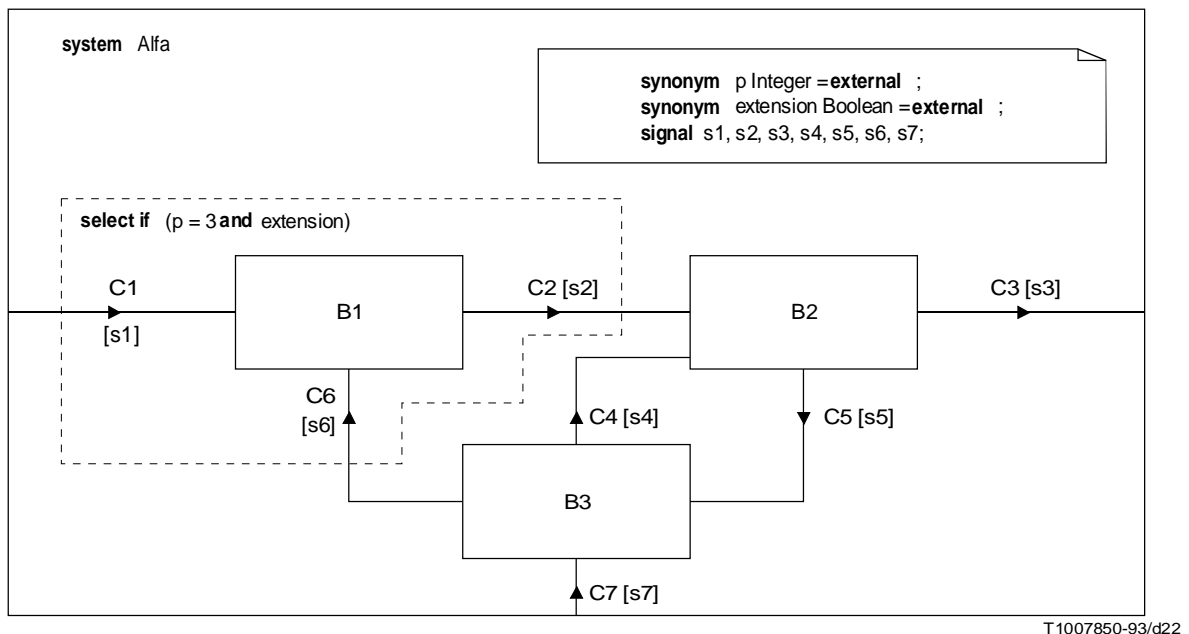 system Alfa
synonym p Integer =external ;
synonym extension Boolean =external ;
signal s1, s2, s3, s4, s5, s6, s7;
select if (p = 3 and extension)
C1
[s1]
B1
C2 [s2]
B2
C3 [s3]
C6
[s6]
C4 [s4]
C5 [s5]
B3
C7 [s7]
T1007850-93/d22